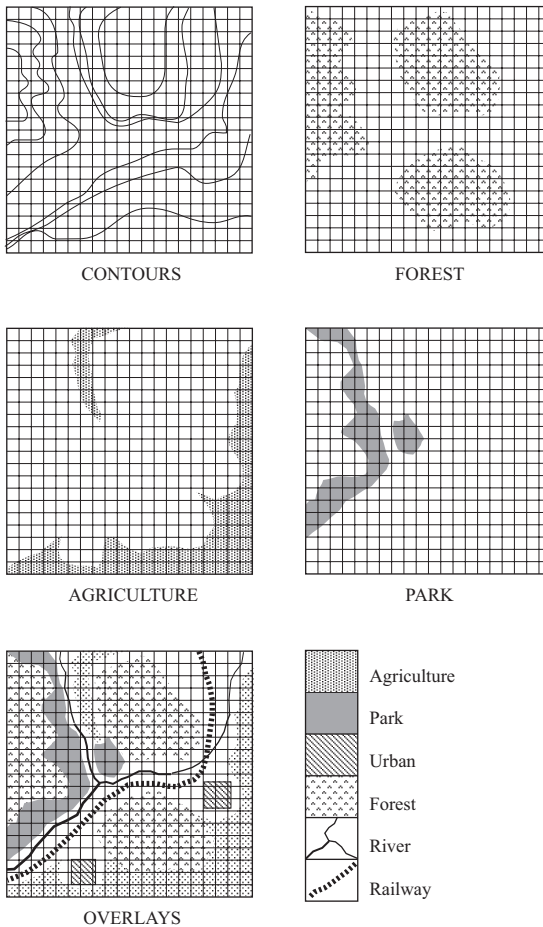 CONTOURS
FOREST
AGRICULTURE
PARK
OVERLAYS
Agriculture
Park
Urban
Forest
River
Railway